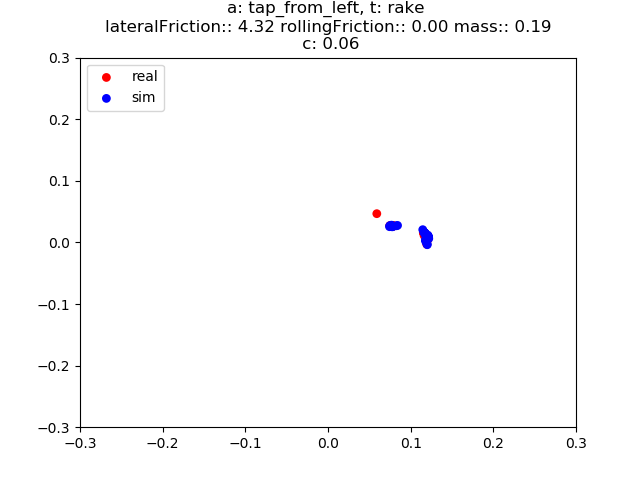 a: tap_from_left, t: rake
lateralFriction:: 4.32 rollingFriction:: 0.00 mass:: 0.19
c: 0.06
real
sim
0.3
0.2
0.1
0.0
−0.1
−0.2
−0.3
−0.3
−0.2
−0.1
0.0
0.1
0.2
0.3